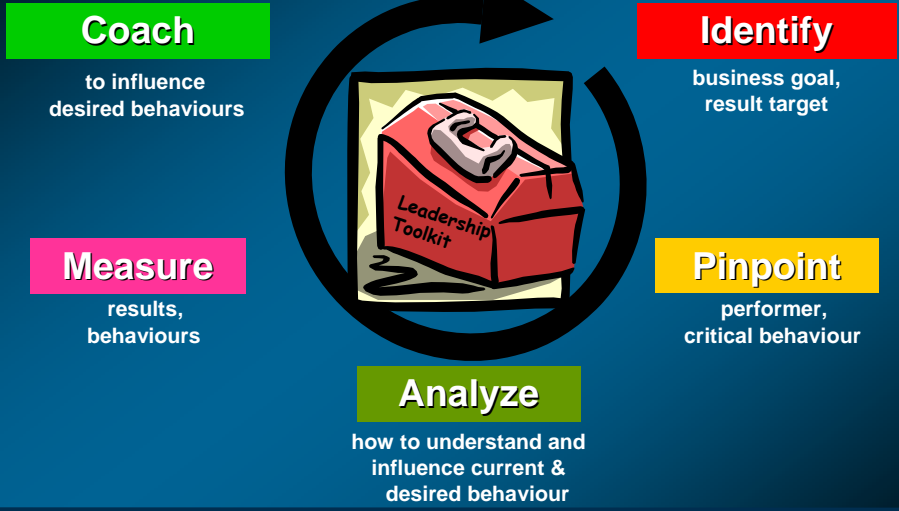 Coach
to influence
desired behaviours
Identify
business goal,
result target
Leadership
Toolkit
Measure
results,
behaviours
Pinpoint
performer,
critical behaviour
Analyze
how to understand and
influence current &
desired behaviour